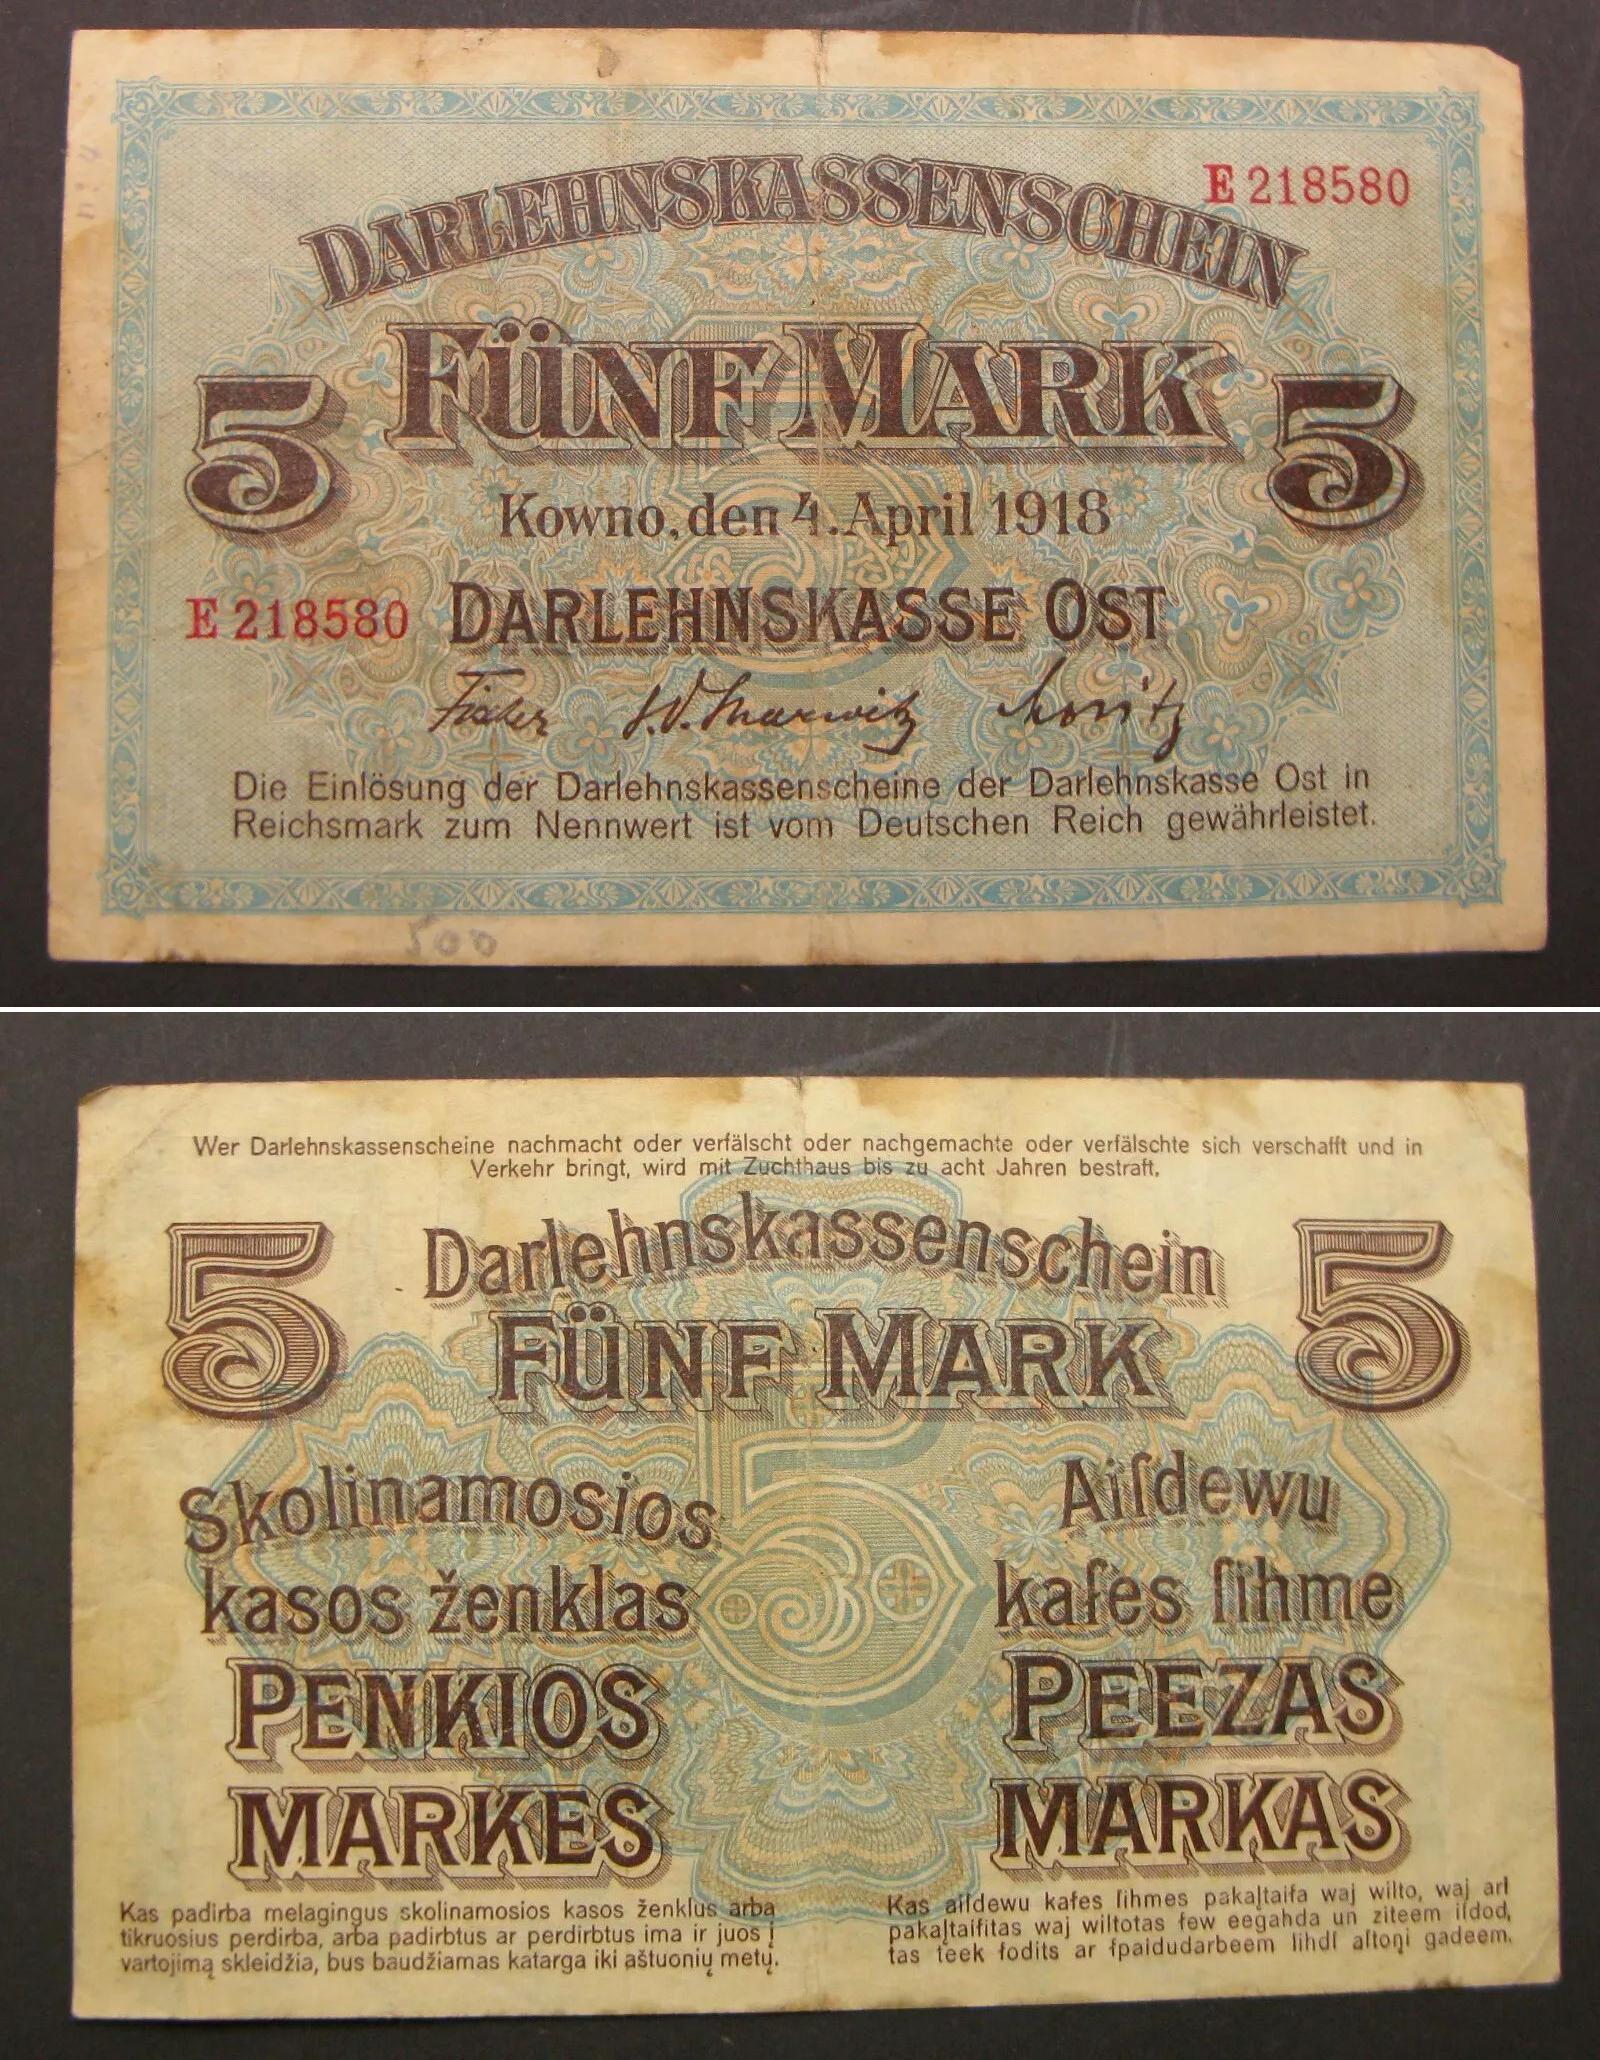 DARLEHNSKASSENSCHEIN
E 218580
FÜNF MARK
5
5
Kowno, den 4. April 1918
E 218580
DARLEHNSKASSE OST
Fischer
Moritz
Die Einlösung der Darlehnskassenscheine der Darlehnskasse Ost in
Reichsmark zum Nennwert ist vom Deutschen Reich gewährleistet.
500
Wer Darlehnskassenscheine nachmacht oder verfälscht oder nachgemachte oder verfälschte sich verschafft und in
Verkehr bringt, wird mit Zuchthaus bis zu acht Jahren bestraft.
5
Darlehnskassenschein
5
FÜNF MARK
Skolinamosios
kasos ženklas
PENKIOS
MARKES
Aiſdewu
kaſes ſihme
PEEZAS
MARKAS
Kas padirba melagingus skolinamosios kasos ženklus arba
tikruosius perdirba, arba padirbtus ar perdirbtus ima ir juos į
vartojimą skleidžia, bus baudžiamas katarga iki aštuonių metų.
Kas aiſdewu kaſes ſihmes pakaļtaiſa waj wilto, waj arī
pakaļtaiſitas waj wiltotas ſew eegahda un ziteem iſdod,
tas teek ſodits ar ſpaidudarbeem lihdſ aſtoņi gadeem.